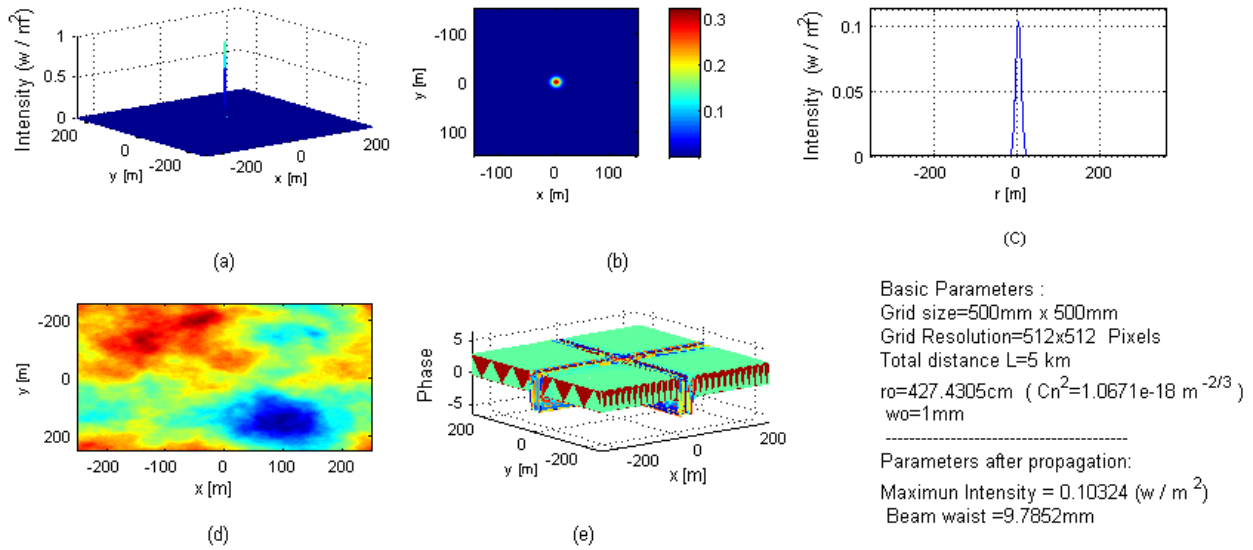 Intensity (w / m²)
1
0.5
0
200
0
-200
y [m]
-200
0
200
x [m]
(a)
y [m]
-100
0
100
-100
0
100
x [m]
0.3
0.2
0.1
(b)
Intensity (w / m²)
0.1
0.05
0
-200
0
200
r [m]
(C)
y [m]
-200
0
200
-200
-100
0
100
200
x [m]
(d)
Phase
5
0
-5
200
0
-200
y [m]
-200
0
200
x [m]
(e)
Basic Parameters :
Grid size=500mm x 500mm
Grid Resolution=512x512 Pixels
Total distance L=5 km
ro=427.4305cm ( Cn²=1.0671e-18 m⁻²/³ )
wo=1mm
----------------------------------------
Parameters after propagation:
Maximun Intensity = 0.10324 (w / m ²)
Beam waist =9.7852mm